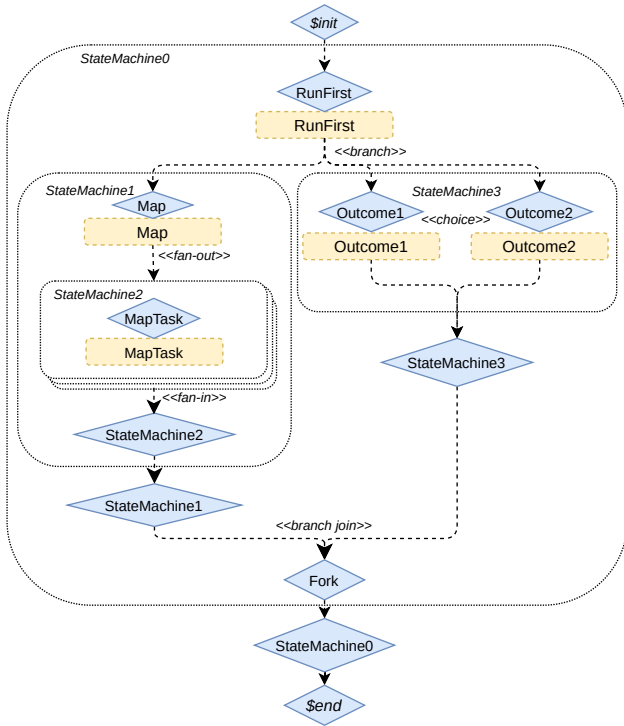 $init
StateMachine0
RunFirst
RunFirst
<<branch>>
StateMachine1
Map
Map
<<fan-out>>
StateMachine2
MapTask
MapTask
<<fan-in>>
StateMachine2
StateMachine1
StateMachine3
Outcome1
<<choice>>
Outcome2
Outcome1
Outcome2
StateMachine3
<<branch join>>
Fork
StateMachine0
$end